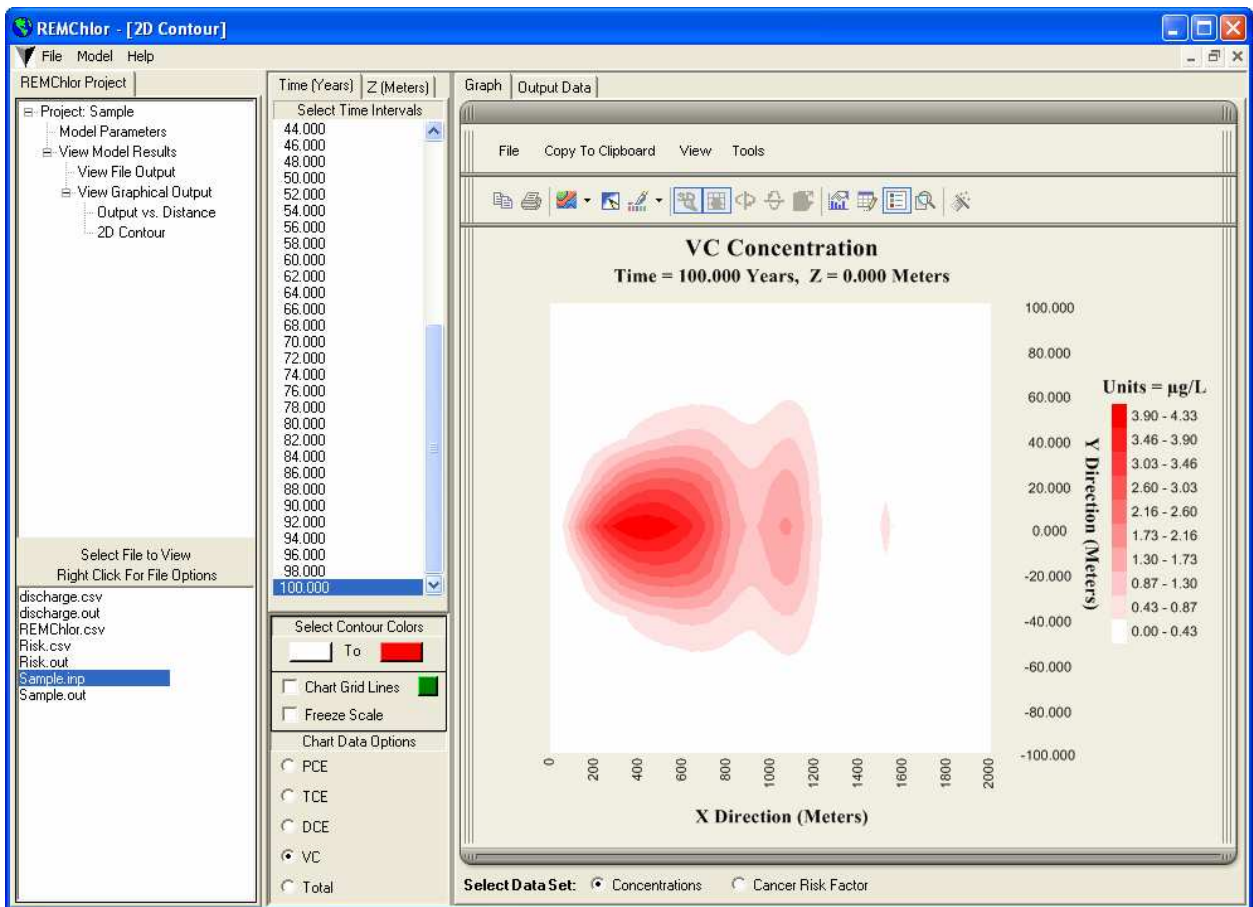 REMChlor - [2D Contour]
File Model Help
REMChlor Project
Project: Sample
Model Parameters
View Model Results
View File Output
View Graphical Output
Output vs. Distance
2D Contour
Select File to View
Right Click For File Options
discharge.csv
discharge.out
REMChlor.csv
Risk.csv
Risk.out
Sample.inp
Sample.out
Time (Years) Z (Meters)
Select Time Intervals
44.000
46.000
48.000
50.000
52.000
54.000
56.000
58.000
60.000
62.000
64.000
66.000
68.000
70.000
72.000
74.000
76.000
78.000
80.000
82.000
84.000
86.000
88.000
90.000
92.000
94.000
96.000
98.000
100.000
Select Contour Colors
To
Chart Grid Lines
Freeze Scale
Chart Data Options
PCE
TCE
DCE
VC
Total
Graph Output Data
File Copy To Clipboard View Tools
VC Concentration
Time = 100.000 Years, Z = 0.000 Meters
100.000
80.000
60.000
40.000
20.000
0.000
-20.000
-40.000
-60.000
-80.000
-100.000
Y Direction (Meters)
Units = µg/L
3.90 - 4.33
3.46 - 3.90
3.03 - 3.46
2.60 - 3.03
2.16 - 2.60
1.73 - 2.16
1.30 - 1.73
0.87 - 1.30
0.43 - 0.87
0.00 - 0.43
0 200 400 600 800 1000 1200 1400 1600 1800 2000
X Direction (Meters)
Select Data Set: Concentrations Cancer Risk Factor